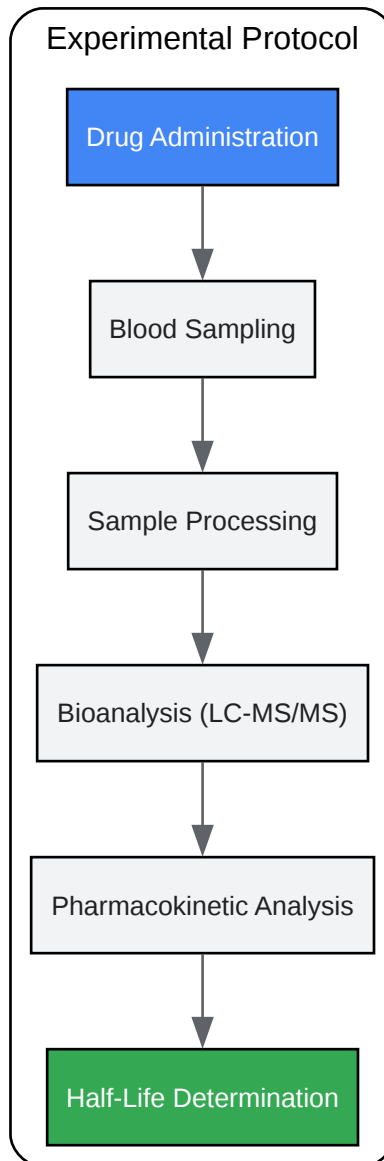 Experimental Protocol
Drug Administration
Blood Sampling
Sample Processing
Bioanalysis (LC-MS/MS)
Pharmacokinetic Analysis
Half-Life Determination